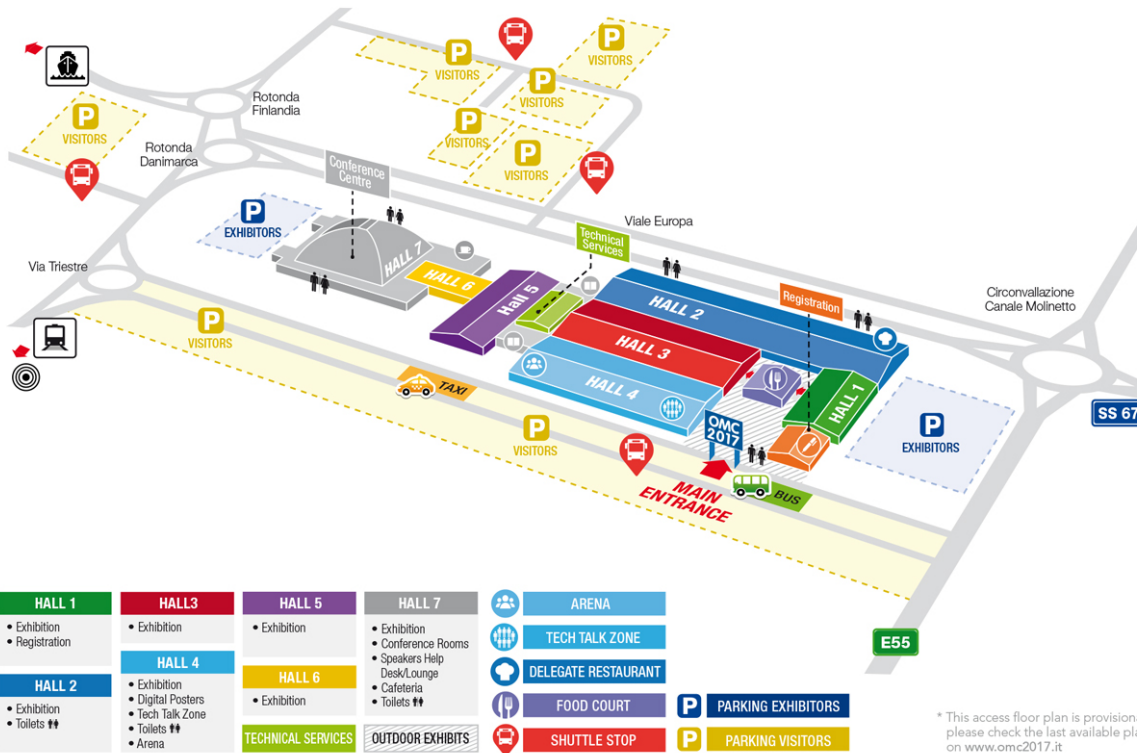 P
VISITORS
P
VISITORS
P
VISITORS
P
VISITORS
P
VISITORS
P
VISITORS
Rotonda
Finlandia
Rotonda
Danimarca
Conference
Centre
Viale Europa
P
EXHIBITORS
Technical
Services
HALL 7
Via Triestre
HALL 6
Hall 5
HALL 2
Registration
Circonvallazione
Canale Molinetto
P
VISITORS
HALL 3
HALL 4
HALL 1
TAXI
SS 67
OMC
2017
P
EXHIBITORS
P
VISITORS
MAIN
ENTRANCE
BUS
E55
HALL 1
• Exhibition
• Registration
HALL 2
• Exhibition
• Toilets
HALL3
• Exhibition
HALL 4
• Exhibition
• Digital Posters
• Tech Talk Zone
• Toilets
• Arena
HALL 5
• Exhibition
HALL 6
• Exhibition
TECHNICAL SERVICES
HALL 7
• Exhibition
• Conference Rooms
• Speakers Help
Desk/Lounge
• Cafeteria
• Toilets
OUTDOOR EXHIBITS
ARENA
TECH TALK ZONE
DELEGATE RESTAURANT
FOOD COURT
SHUTTLE STOP
P PARKING EXHIBITORS
P PARKING VISITORS
* This access floor plan is provisiona
please check the last available pla
on www.omc2017.it